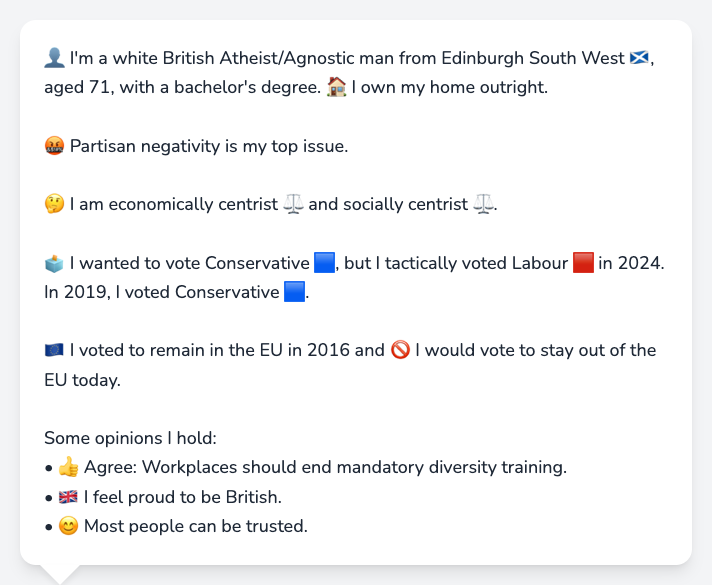 👤 I'm a white British Atheist/Agnostic man from Edinburgh South West 🏴󠁧󠁢󠁳󠁣󠁴󠁿,
aged 71, with a bachelor's degree. 🏠 I own my home outright.
🤬 Partisan negativity is my top issue.
🤔 I am economically centrist ⚖️ and socially centrist ⚖️.
🗳️ I wanted to vote Conservative 🟦, but I tactically voted Labour 🟥 in 2024.
In 2019, I voted Conservative 🟦.
🇪🇺 I voted to remain in the EU in 2016 and 🚫 I would vote to stay out of the
EU today.
Some opinions I hold:
• 👍 Agree: Workplaces should end mandatory diversity training.
• 🇬🇧 I feel proud to be British.
• 😊 Most people can be trusted.